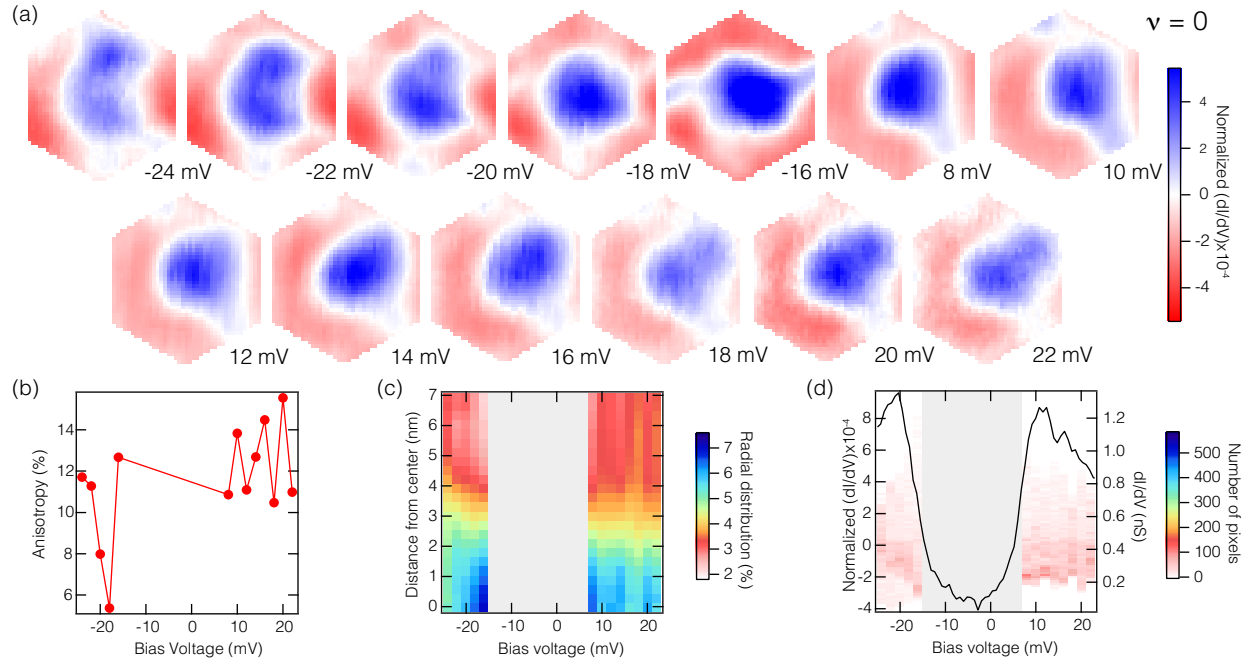 (a)
ν = 0
-24 mV
-22 mV
-20 mV
-18 mV
-16 mV
8 mV
10 mV
4
2
0
-2
-4
Normalized (dI/dV)x10⁻⁴
12 mV
14 mV
16 mV
18 mV
20 mV
22 mV
(b)
Anisotropy (%)
14
12
10
8
6
-20
-10
0
10
20
Bias Voltage (mV)
(c)
Distance from center (nm)
7
6
5
4
3
2
1
0
-20
-10
0
10
20
Bias voltage (mV)
7
6
5
4
3
2
Radial distribution (%)
(d)
Normalized (dI/dV)x10⁻⁴
8
6
4
2
0
-2
-4
-20
-10
0
10
20
Bias voltage (mV)
1.2
1.0
0.8
0.6
0.4
0.2
dI/dV (nS)
500
400
300
200
100
0
Number of pixels